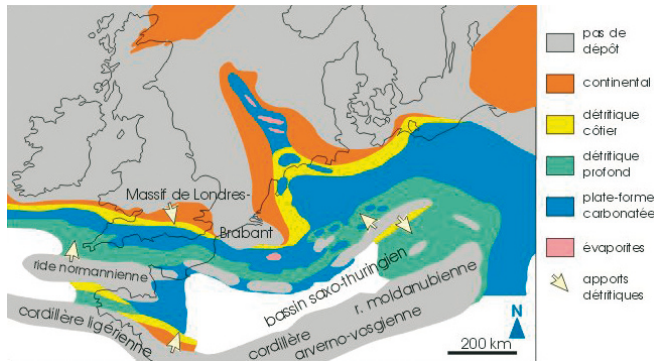 Massif de Londres-
Brabant
ride normannienne
cordillère ligérienne
bassin saxo-thuringien
r. moldanubienne
cordillère
arverno-vosgienne
N
200 km
pas de
dépôt
continental
détritique
côtier
détritique
profond
plate-forme
carbonatée
évaporites
apports
détritiques